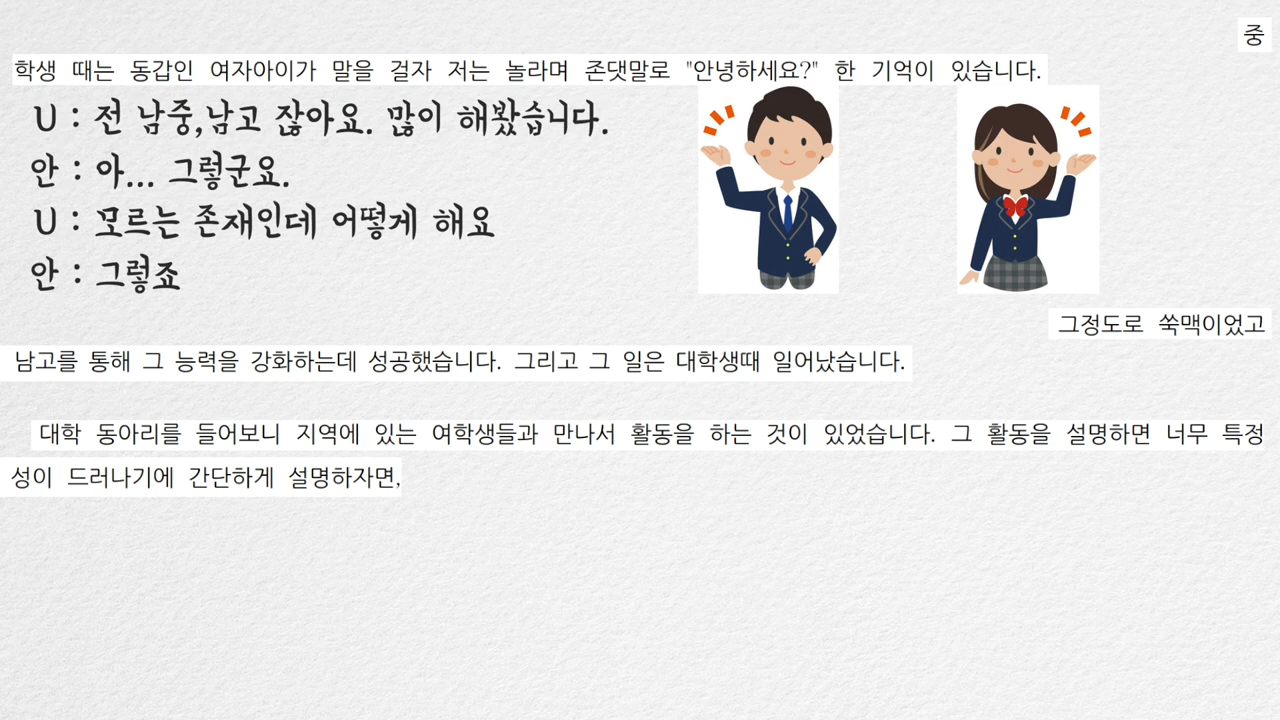 중
학생 때는 동갑인 여자아이가 말을 걸자 저는 놀라며 존댓말로 "안녕하세요?" 한 기억이 있습니다.
U : 전 남중,남고 잖아요. 많이 해봤습니다.
안 : 아... 그렇군요.
U : 모르는 존재인데 어떻게 해요
안 : 그렇죠
그정도로 쑥맥이었고
남고를 통해 그 능력을 강화하는데 성공했습니다. 그리고 그 일은 대학생때 일어났습니다.
대학 동아리를 들어보니 지역에 있는 여학생들과 만나서 활동을 하는 것이 있었습니다. 그 활동을 설명하면 너무 특정
성이 드러나기에 간단하게 설명하자면,